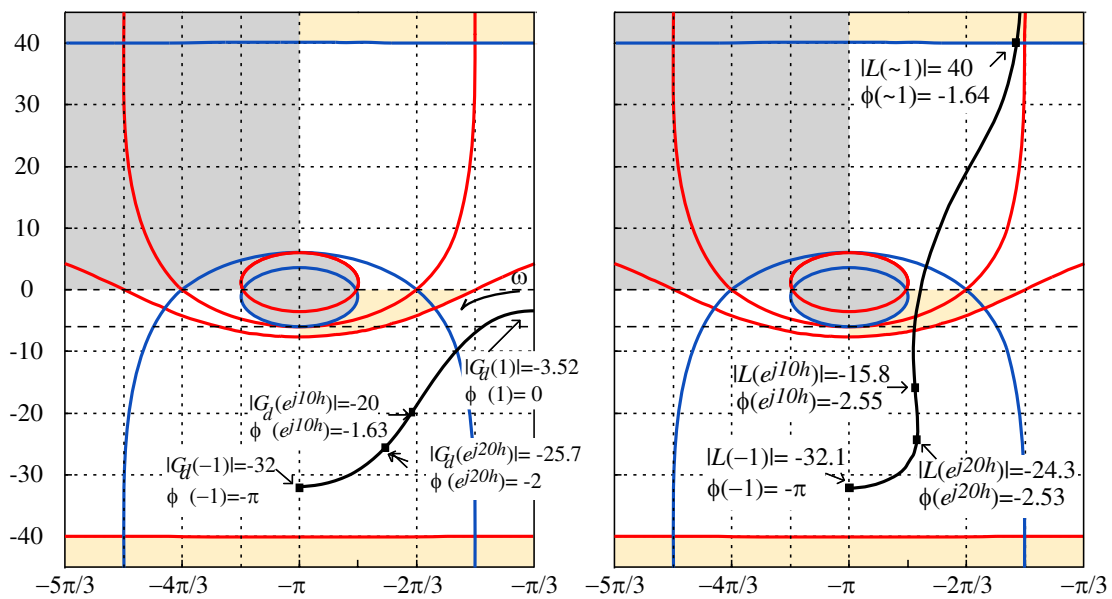 40
30
20
10
0
-10
-20
-30
-40
−5π/3
−4π/3
−π
−2π/3
−π/3
ω
|Gd(1)|=-3.52
ϕ (1)= 0
|Gd(ej10h)|=-20
ϕ (ej10h)=-1.63
|Gd(ej20h)|= -25.7
ϕ (ej20h)= -2
|Gd(−1)|=-32
ϕ (−1)=-π
−5π/3
−4π/3
−π
−2π/3
−π/3
|L(~1)|= 40
ϕ(~1)= -1.64
|L(ej10h)|=-15.8
ϕ(ej10h)=-2.55
|L(−1)|= -32.1
ϕ(−1)= -π
|L(ej20h)|=-24.3
ϕ(ej20h)=-2.53